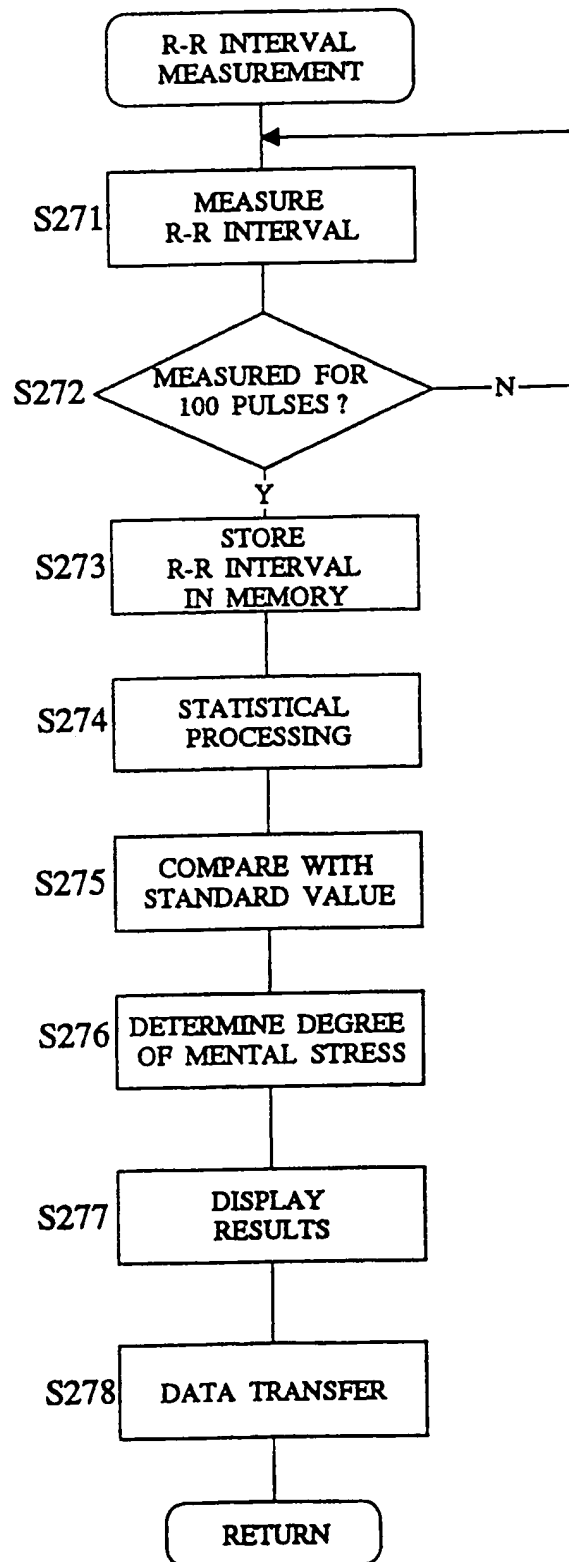 R-R INTERVAL
MEASUREMENT
S271
MEASURE
R-R INTERVAL
S272
MEASURED FOR
100 PULSES ?
N
Y
S273
STORE
R-R INTERVAL
IN MEMORY
S274
STATISTICAL
PROCESSING
S275
COMPARE WITH
STANDARD VALUE
S276
DETERMINE DEGREE
OF MENTAL STRESS
S277
DISPLAY
RESULTS
S278
DATA TRANSFER
RETURN